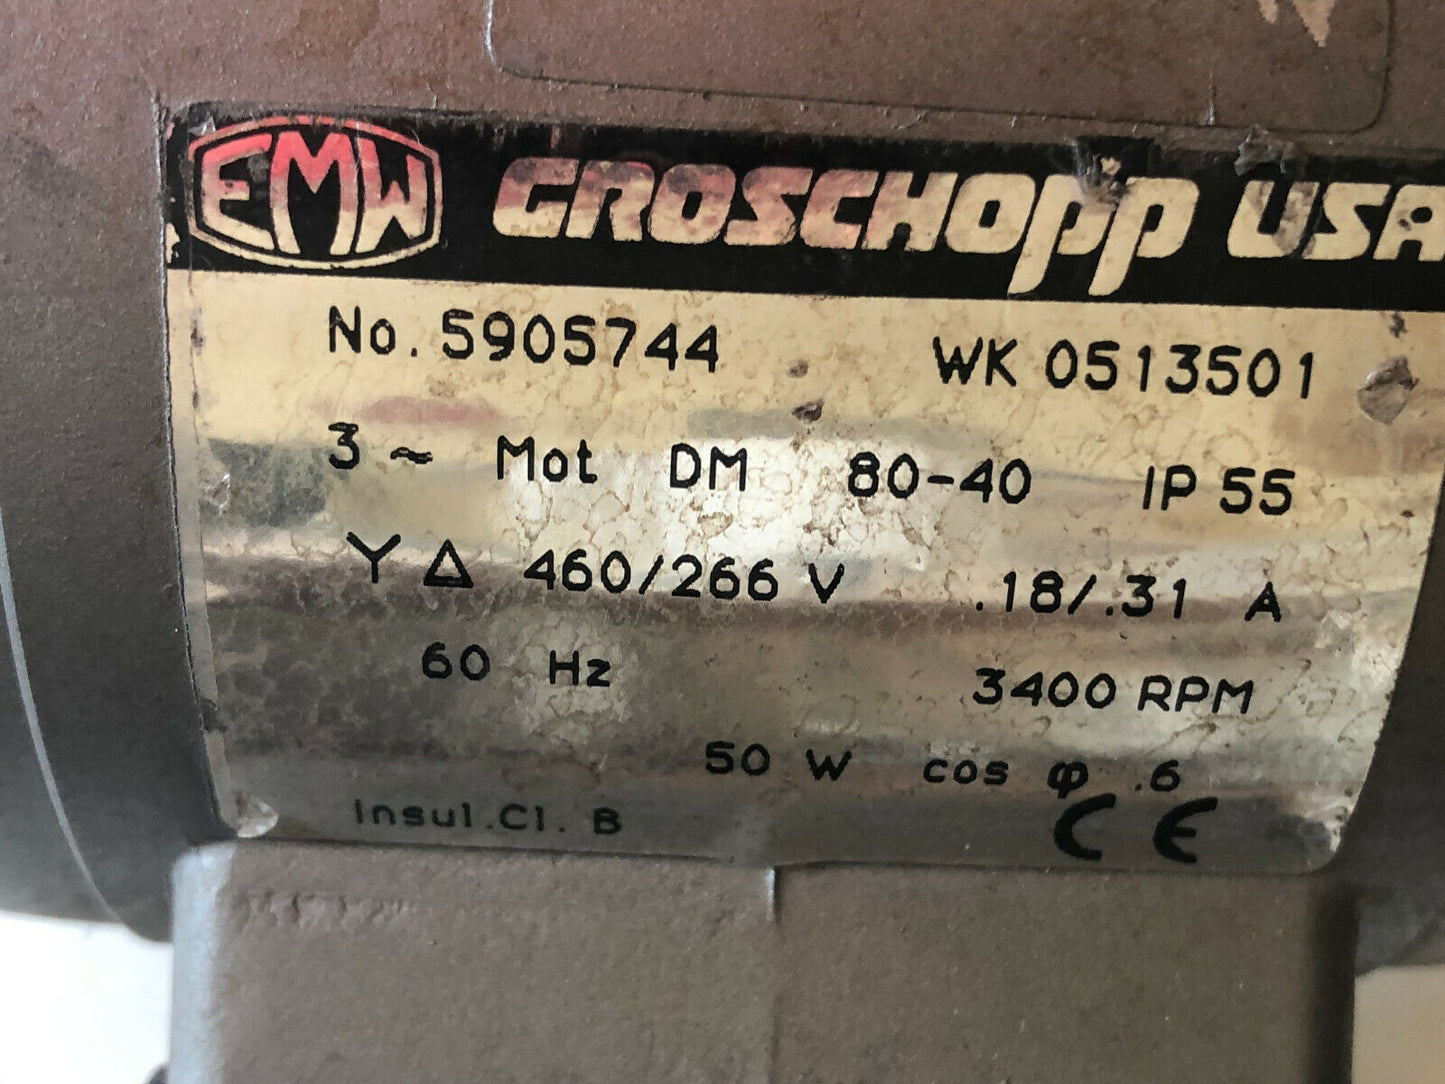 EMW GROSCHOPP USA
No. 5905744 WK 0513501
3 ~ Mot DM 80-40 IP 55
Y Δ 460/266 V .18/.31 A
60 Hz 3400 RPM
50 W cos φ .6
Insul.Cl. B CE